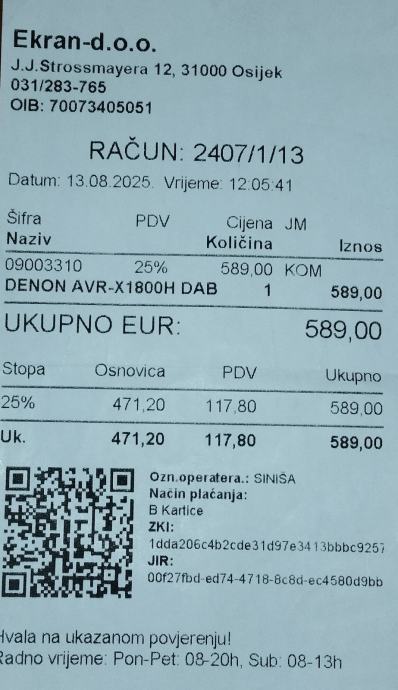 Ekran-d.o.o.
J.J.Strossmayera 12, 31000 Osijek
031/283-765
OIB: 70073405051
RAČUN: 2407/1/13
Datum: 13.08.2025. Vrijeme: 12:05:41
Šifra PDV Cijena JM
Naziv Količina Iznos
09003310 25% 589,00 KOM
DENON AVR-X1800H DAB 1 589,00
UKUPNO EUR: 589,00
Stopa Osnovica PDV Ukupno
25% 471,20 117,80 589,00
Uk. 471,20 117,80 589,00
Ozn.operatera.: SINIŠA
Način plaćanja:
B Kartice
ZKI:
1dda206c4b2cde31d97e3413bbbc9257
JIR:
00f27fbd-ed74-4718-8c8d-ec4580d9bb
Hvala na ukazanom povjerenju!
Radno vrijeme: Pon-Pet: 08-20h, Sub: 08-13h